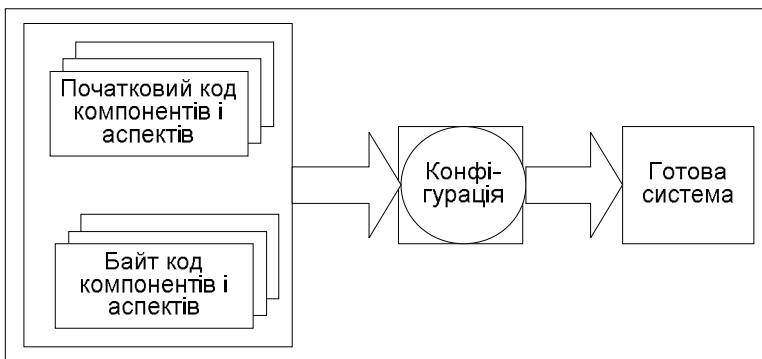 Початковий код
компонентів і
аспектів
Байт код
компонентів і
аспектів
Конфі-
гурація
Готова
система